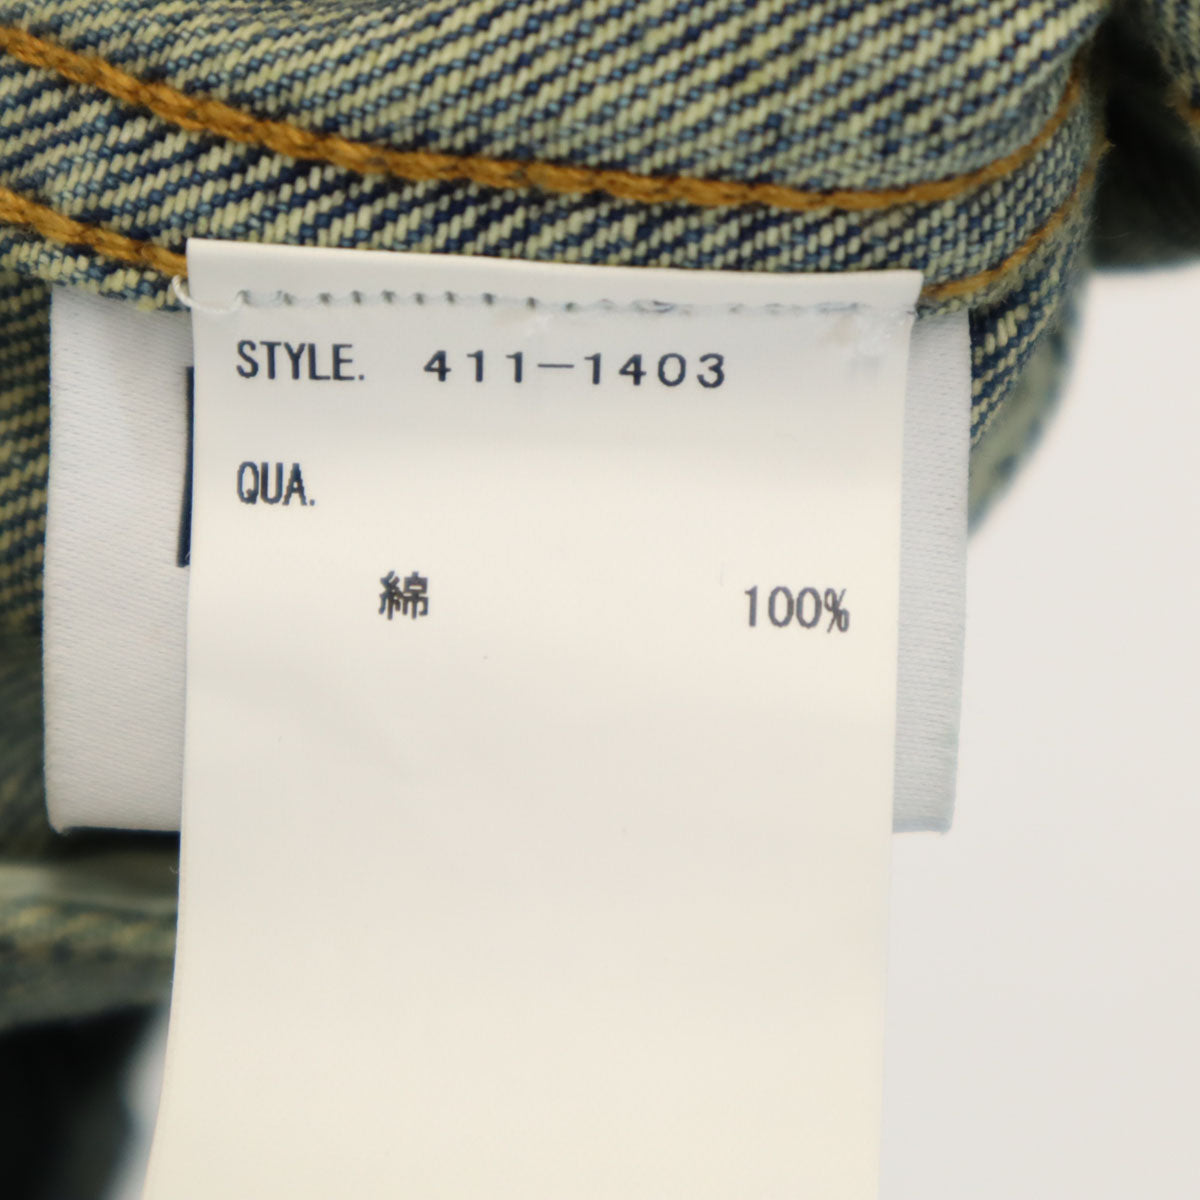 STYLE. 411-1403
QUA.
綿 100%